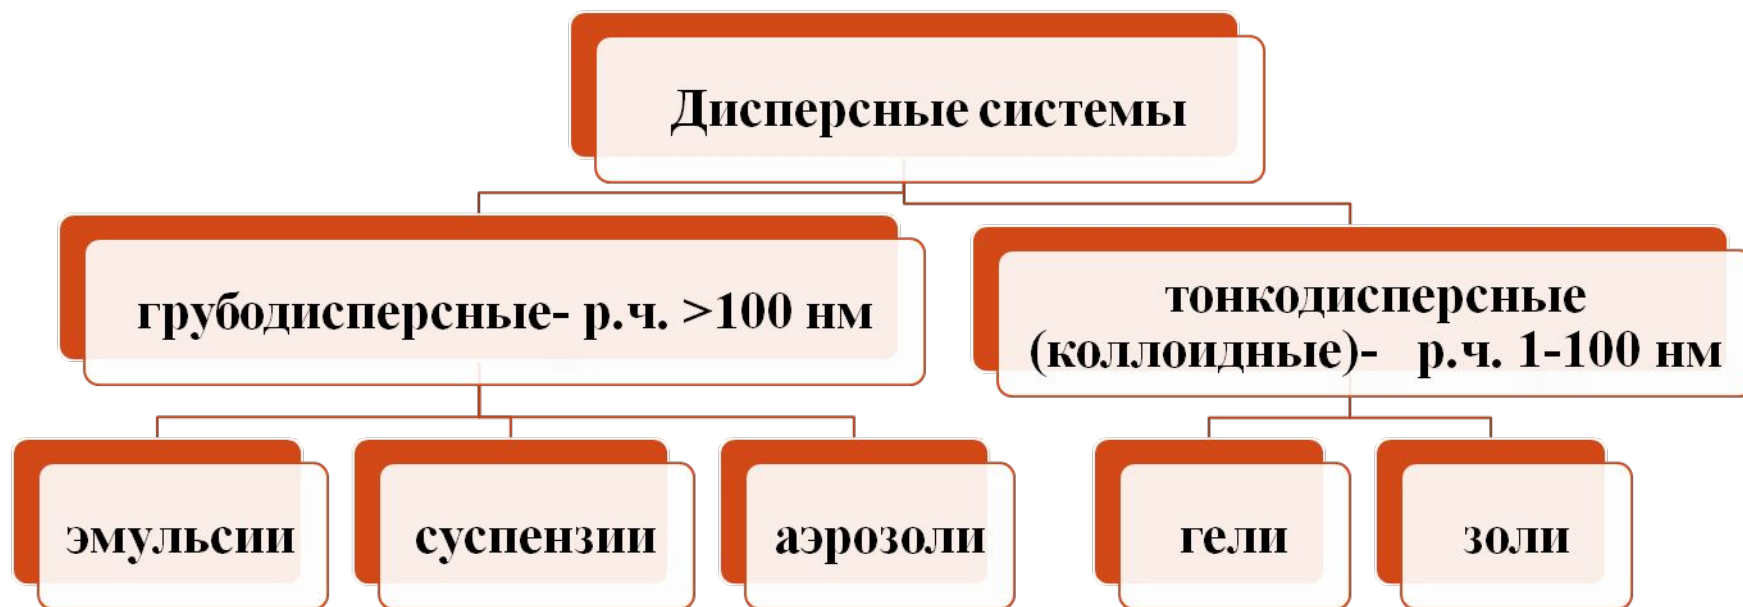 Дисперсные системы
грубодисперсные- р.ч. >100 нм
тонкодисперсные
(коллоидные)- р.ч. 1-100 нм
эмульсии
суспензии
аэрозоли
гели
золи